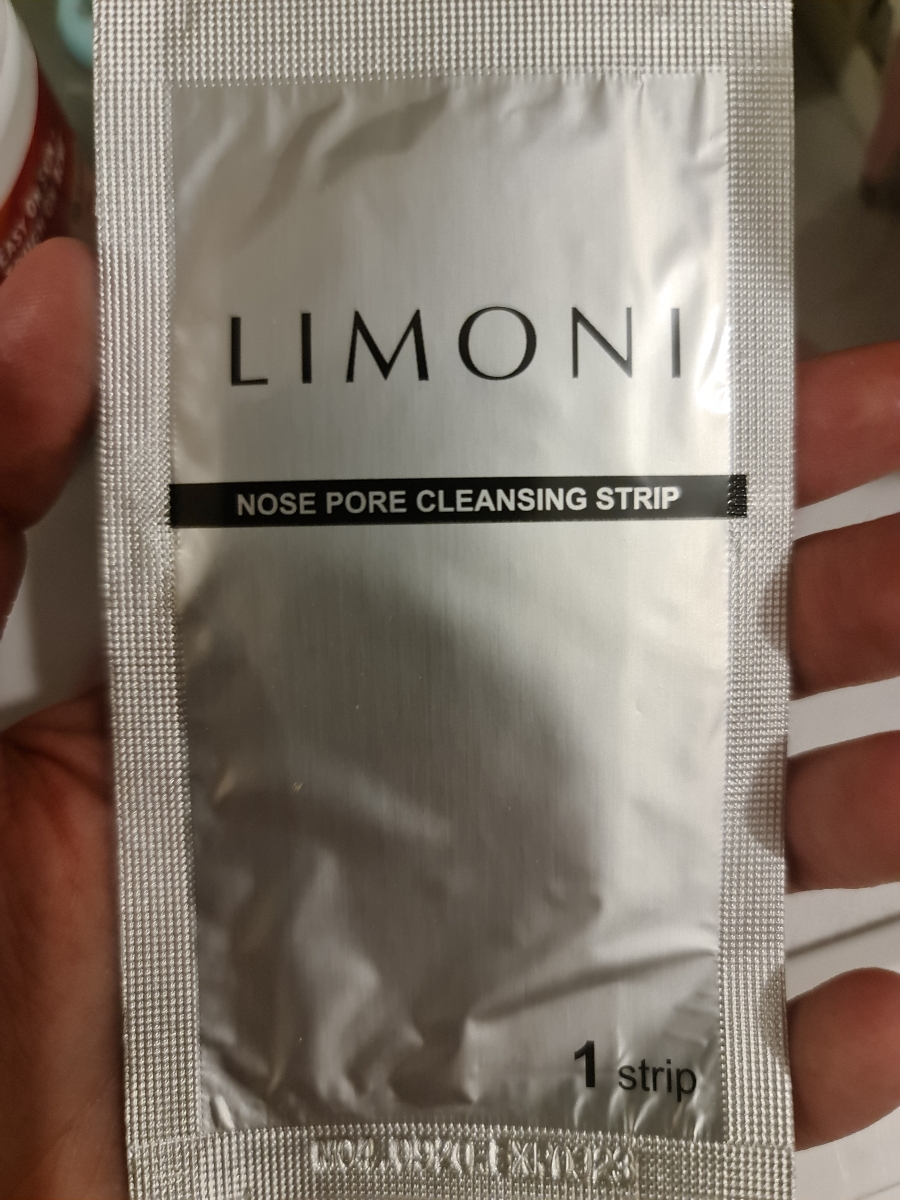 LIMONI
NOSE PORE CLEANSING STRIP
1 strip